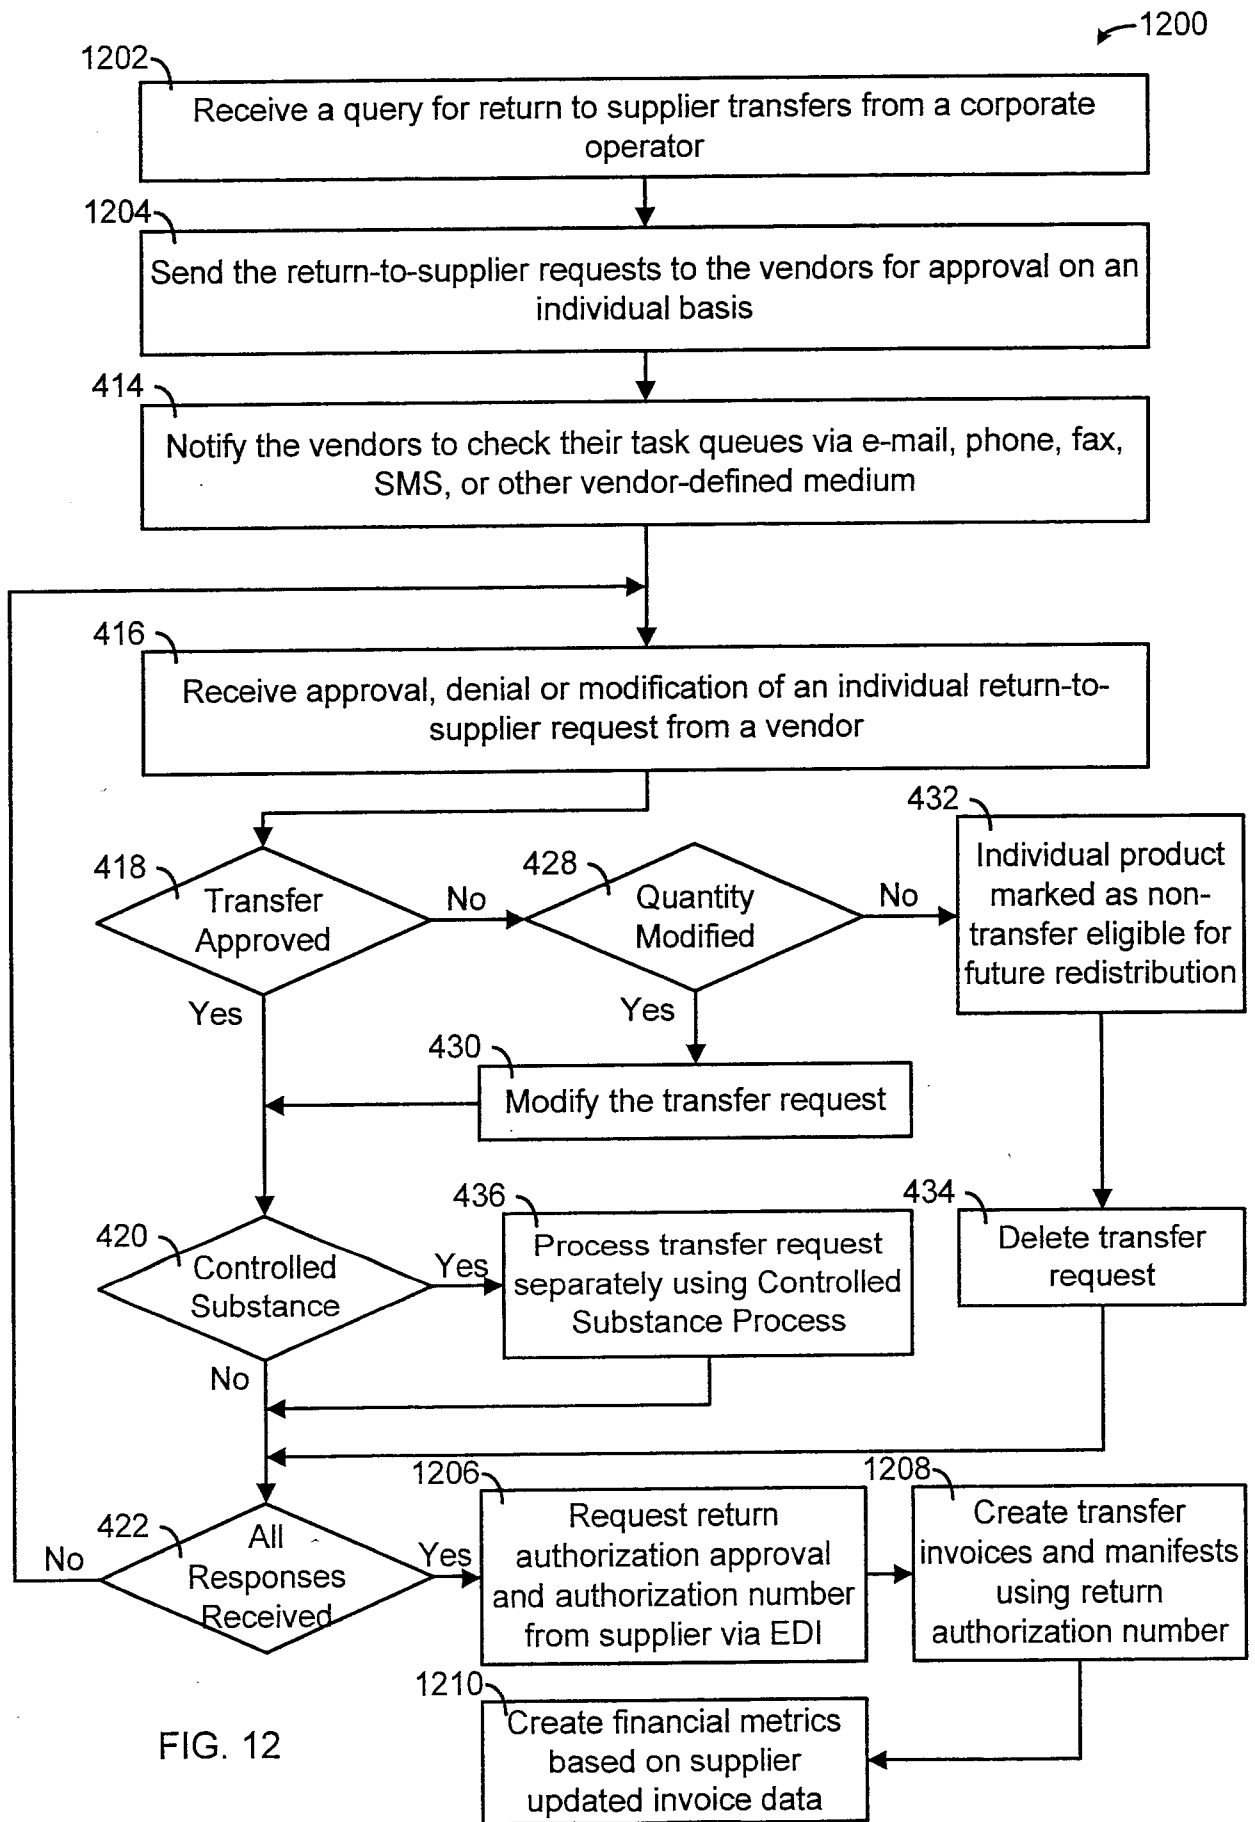 1200
1202
Receive a query for return to supplier transfers from a corporate
operator
1204
Send the return-to-supplier requests to the vendors for approval on an
individual basis
414
Notify the vendors to check their task queues via e-mail, phone, fax,
SMS, or other vendor-defined medium
416
Receive approval, denial or modification of an individual return-to-
supplier request from a vendor
418
Transfer
Approved
No
Yes
428
Quantity
Modified
No
Yes
432
Individual product
marked as non-
transfer eligible for
future redistribution
430
Modify the transfer request
420
Controlled
Substance
Yes
No
436
Process transfer request
separately using Controlled
Substance Process
434
Delete transfer
request
422
All
Responses
Received
No
Yes
1206
Request return
authorization approval
and authorization number
from supplier via EDI
1208
Create transfer
invoices and manifests
using return
authorization number
1210
Create financial metrics
based on supplier
updated invoice data
FIG. 12